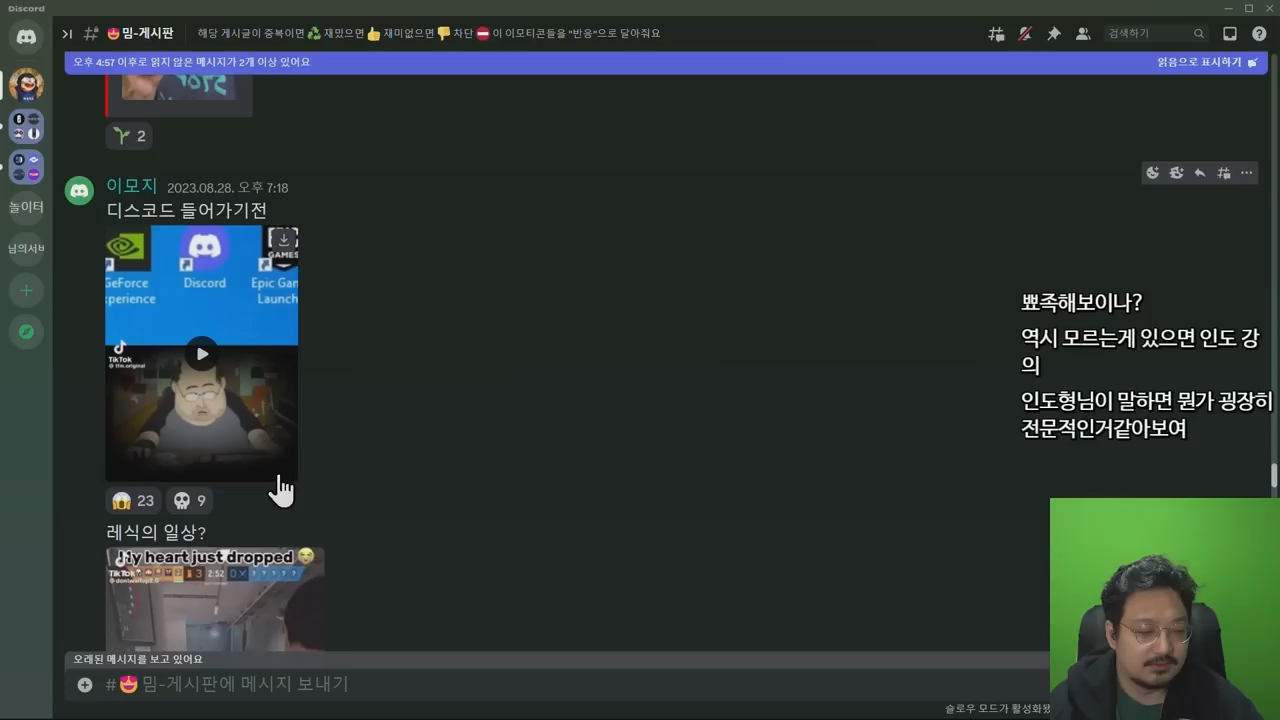 Discord
밈-게시판
해당 게시글이 중복이면 ♻️ 재밌으면 👍 재미없으면 👎 차단 ⛔ 이 이모티콘들을 "반응"으로 달아줘요
검색하기
오후 4:57 이후로 읽지 않은 메시지가 2개 이상 있어요
읽음으로 표시하기
2
이모지 2023.08.28. 오후 7:18
디스코드 들어가기전
GAMES
GeForce
Experience
Discord
Epic Gam
Launch
TikTok
놀이터
님의서버
뾰족해보이나?
역시 모르는게 있으면 인도 강
의
인도형님이 말하면 뭔가 굉장히
전문적인거같아보여
23
9
레식의 일상?
My heart just dropped
TikTok
3 2:52 0
오래된 메시지를 보고 있어요
#😍밈-게시판에 메시지 보내기
슬로우 모드가 활성화됐